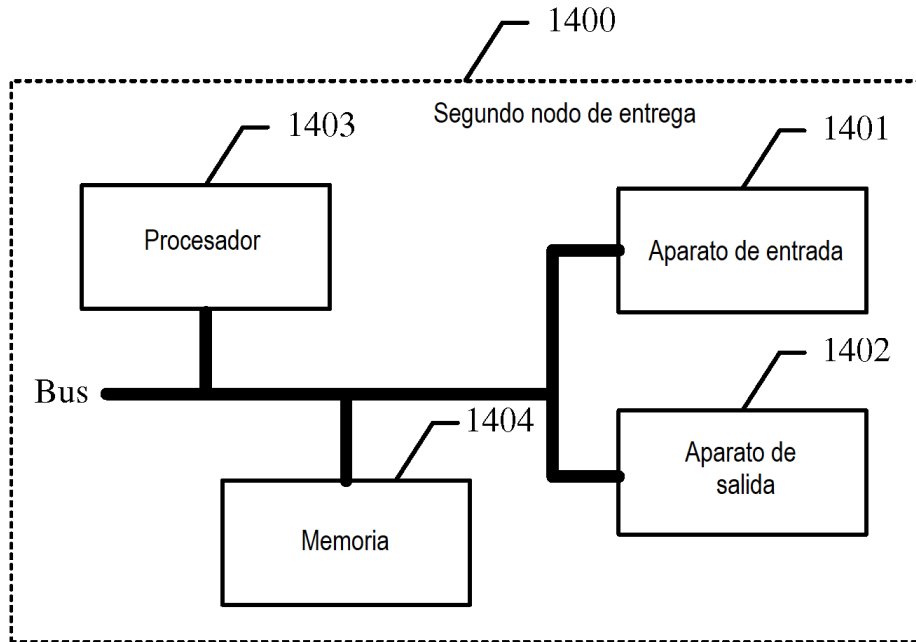 1400
Segundo nodo de entrega
1403
1401
Procesador
Aparato de entrada
1402
Bus
1404
Aparato de
salida
Memoria